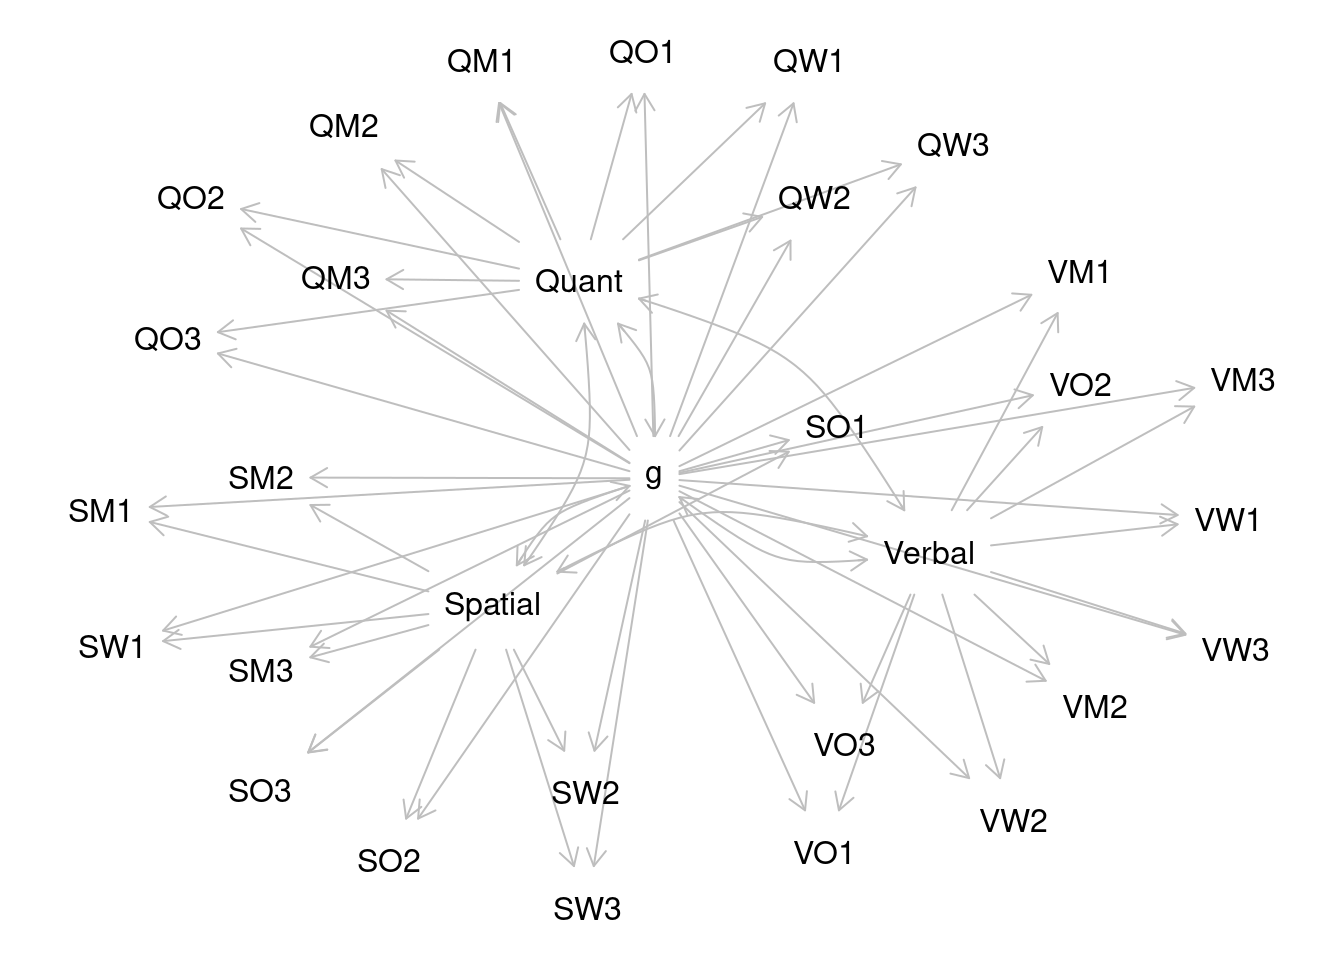 QO1
QM1
QW1
QM2
QW3
QO2
QW2
VM1
QM3
Quant
QO3
VM3
VO2
SO1
g
SM2
SM1
VW1
Verbal
Spatial
SW1
VW3
SM3
VM2
VO3
SO3
SW2
VW2
VO1
SO2
SW3